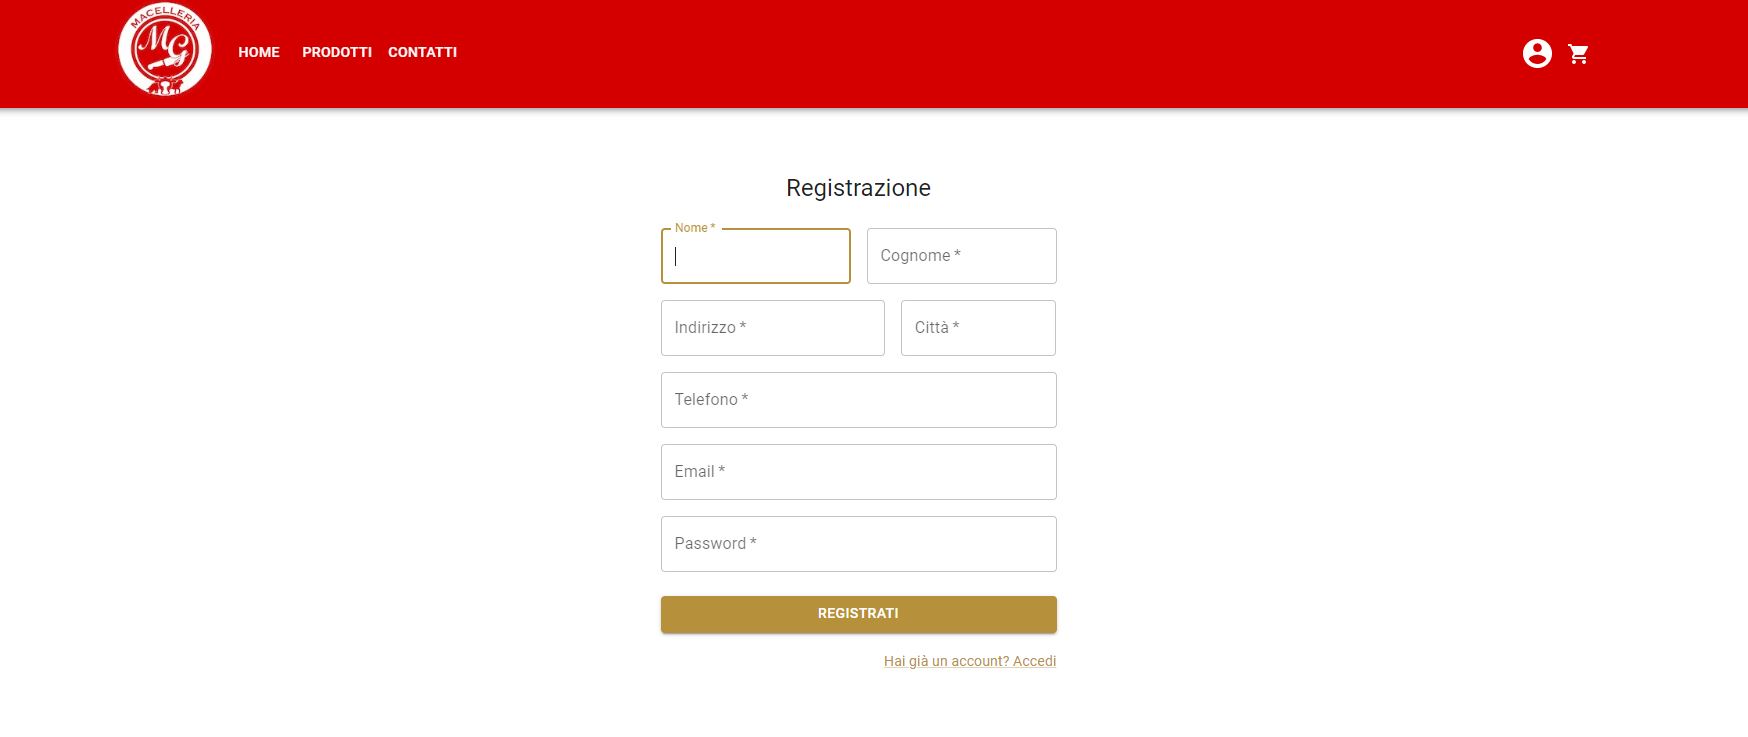 MACELLERIA
MG
HOME PRODOTTI CONTATTI
Registrazione
Nome *
Cognome *
Indirizzo *
Città *
Telefono *
Email *
Password *
REGISTRATI
Hai già un account? Accedi